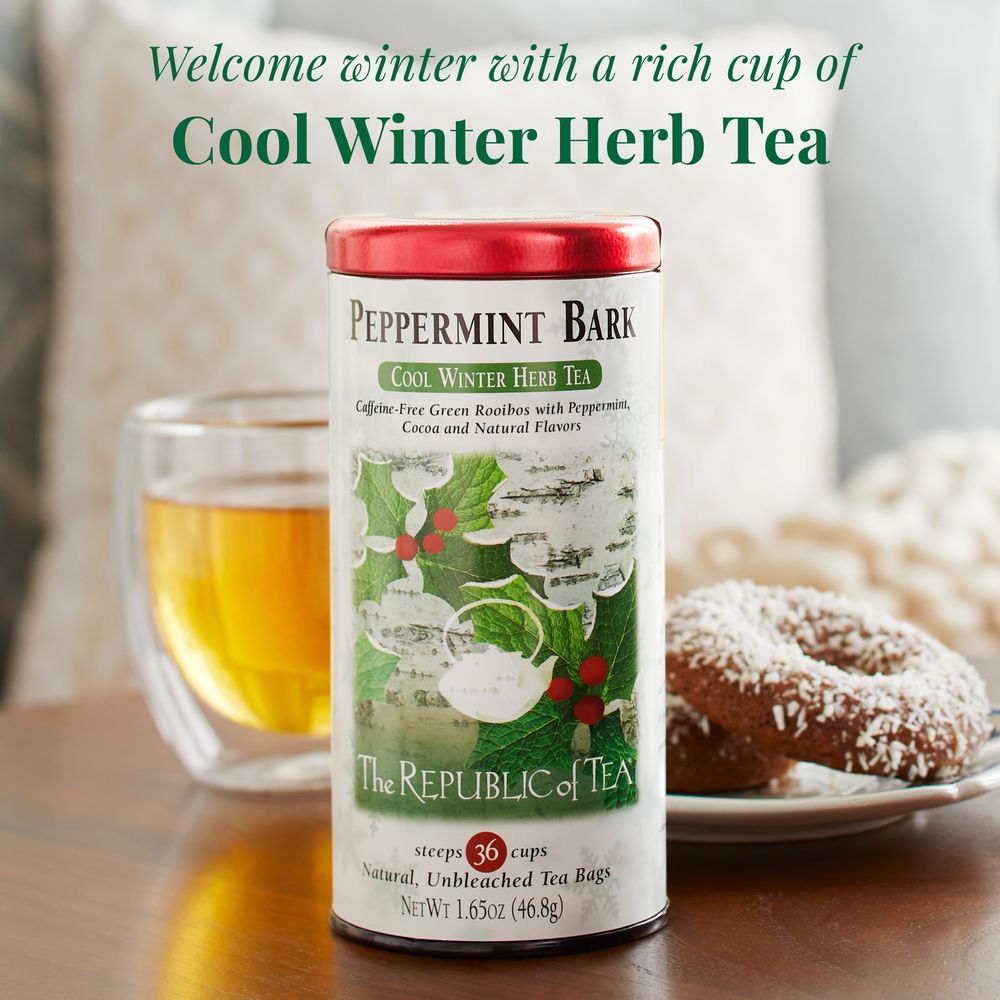 Welcome winter with a rich cup of
Cool Winter Herb Tea
PEPPERMINT BARK
COOL WINTER HERB TEA
Caffeine-Free Green Rooibos with Peppermint,
Cocoa and Natural Flavors
The REPUBLIC of TEA
steeps 36 cups
Natural, Unbleached Tea Bags
NETWT 1.65OZ (46.8g)